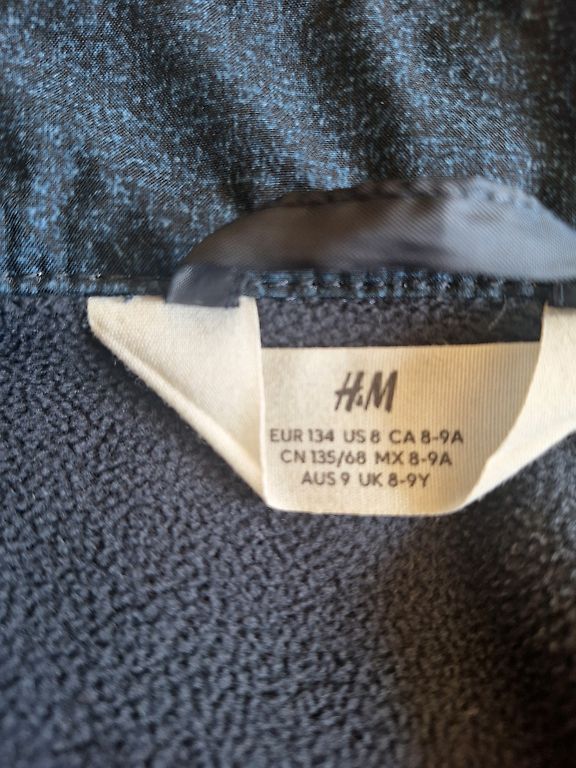 H&M
EUR 134 US 8 CA 8-9A
CN 135/68 MX 8-9A
AUS 9 UK 8-9Y